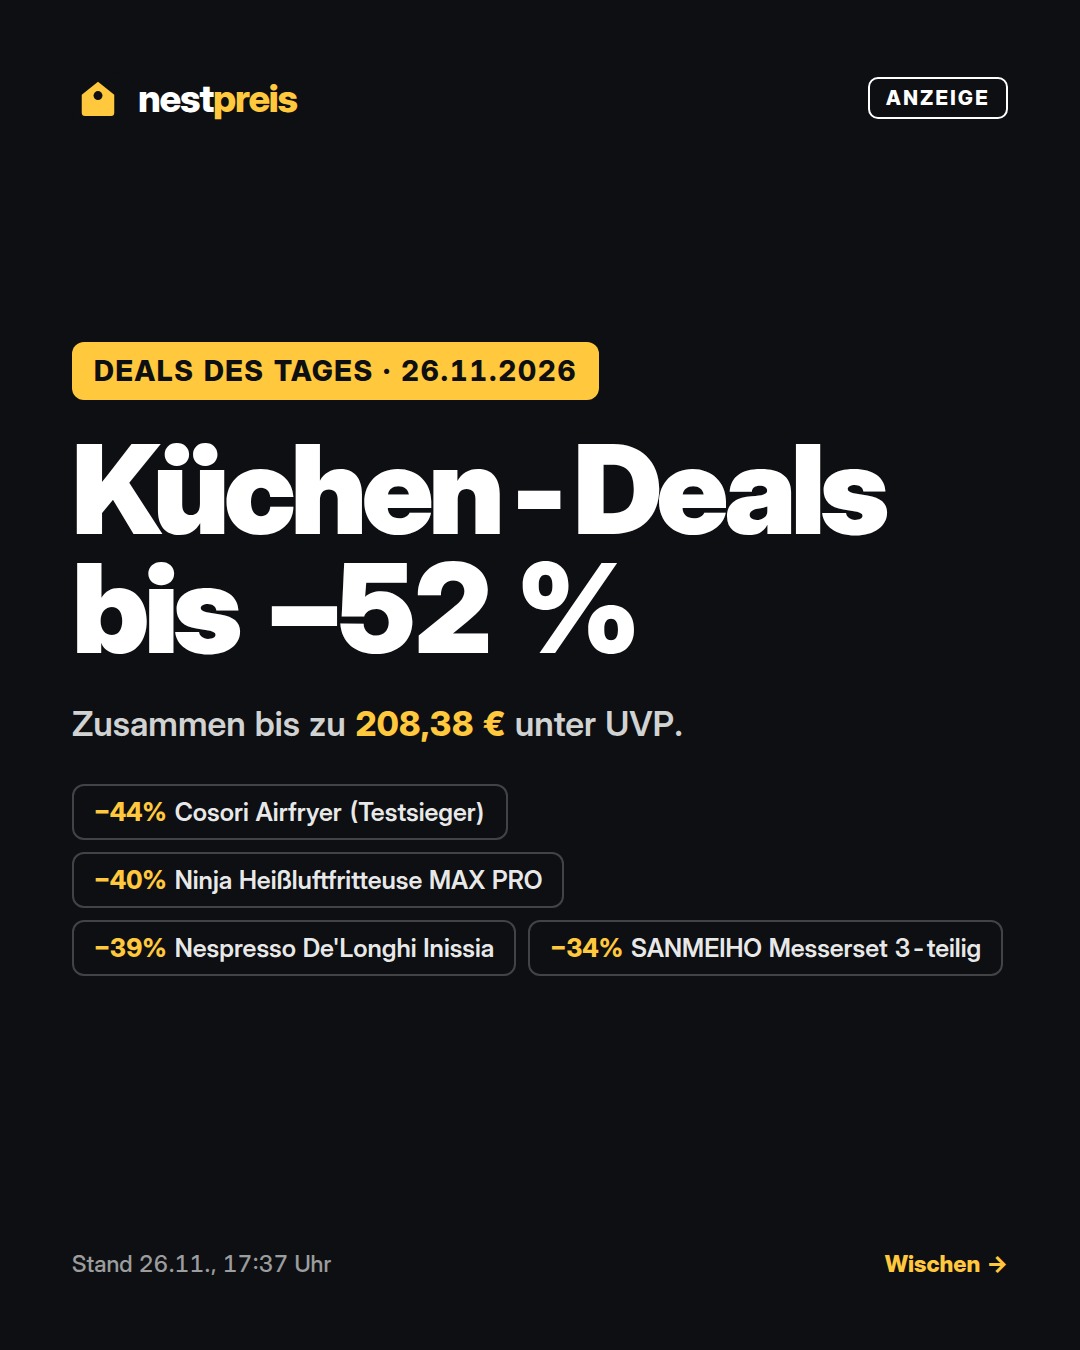 nestpreis
ANZEIGE
DEALS DES TAGES · 26.11.2026
Küchen-Deals
bis −52 %
Zusammen bis zu 208,38 € unter UVP.
−44% Cosori Airfryer (Testsieger)
−40% Ninja Heißluftfritteuse MAX PRO
−39% Nespresso De'Longhi Inissia
−34% SANMEIHO Messerset 3-teilig
Stand 26.11., 17:37 Uhr
Wischen →